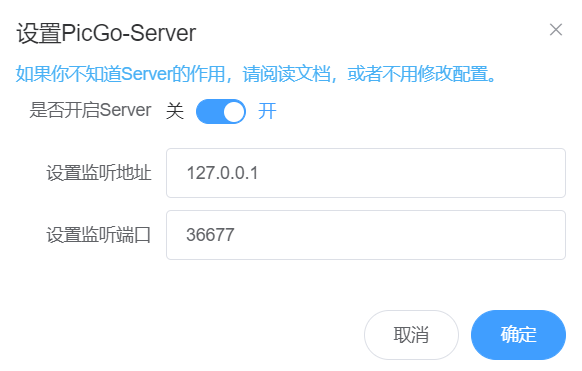 设置PicGo-Server
如果你不知道Server的作用，请阅读文档，或者不用修改配置。
是否开启Server 关 开
设置监听地址 127.0.0.1
设置监听端口 36677
取消 确定